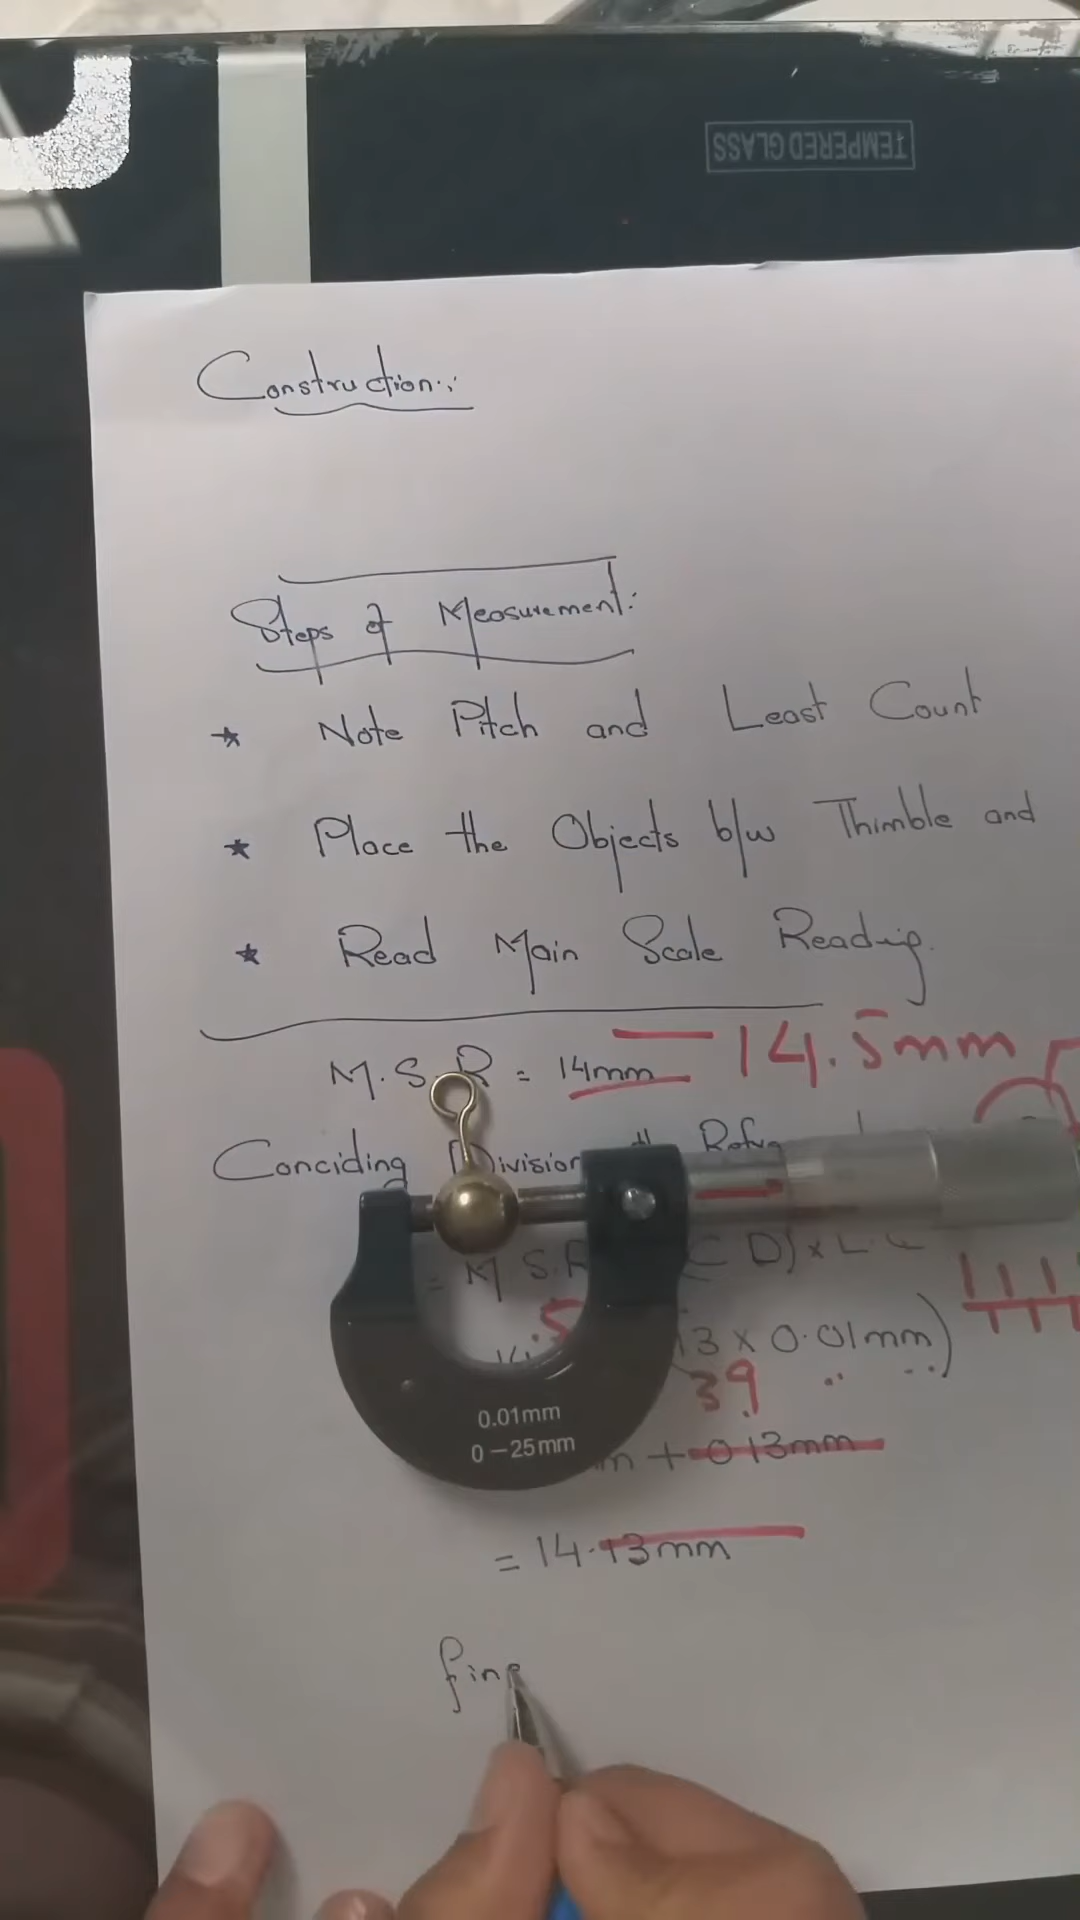 TEMPERED GLASS
Construction:
Steps of Measurement:
* Note Pitch and Least Count
* Place the Objects b/w Thimble and
* Read Main Scale Reading.
M.S.R = 14mm 14.5mm
Conciding Division
= M.S.R C D) x L.C
.5
14 13 x 0.01mm)
39
m + 0.13mm
= 14.13mm
0.01mm
0-25mm
fin